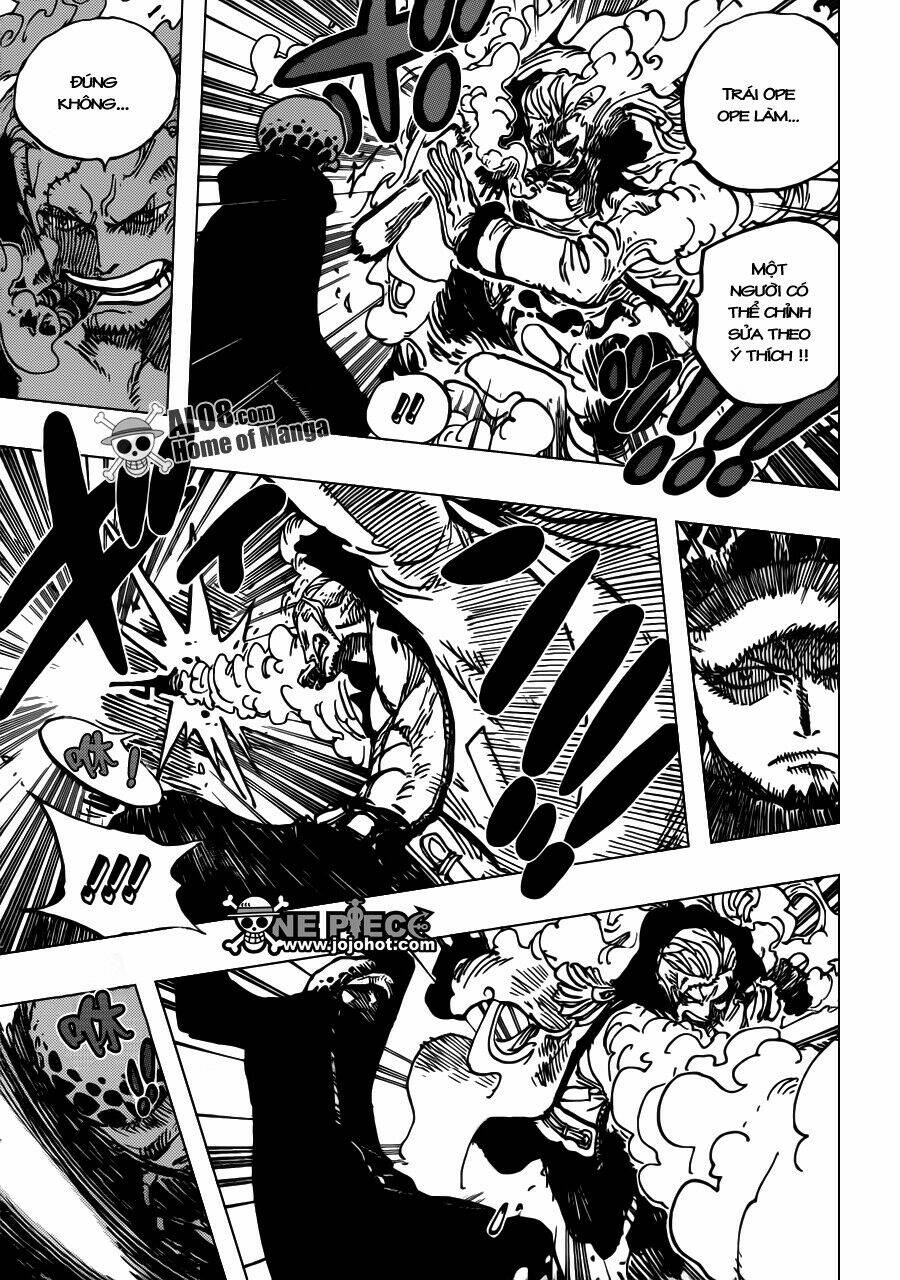 TRÁI OPE
OPE LÀM...
MỘT
NGƯỜI CÓ
THỂ CHỈNH
SỬA THEO
Ý THÍCH !!
!!
ĐÚNG
KHÔNG...
ALO8.com
Home of Manga
咻!
!!!!
ONE PIECE
www.jojohot.com
咻!!